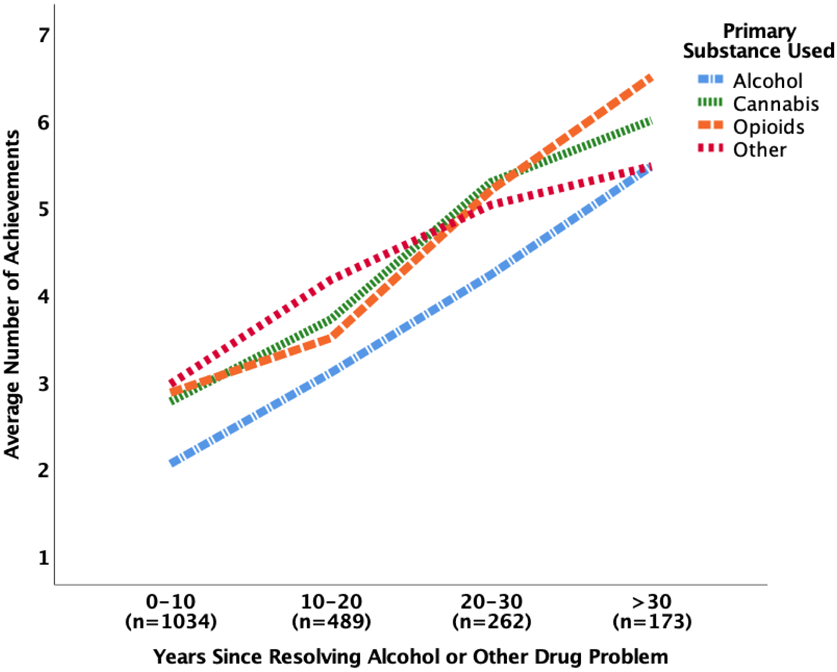 7
6
5
4
3
2
1
Average Number of Achievements
0–10
(n=1034)
10–20
(n=489)
20–30
(n=262)
>30
(n=173)
Years Since Resolving Alcohol or Other Drug Problem
Primary
Substance Used
Alcohol
Cannabis
Opioids
Other